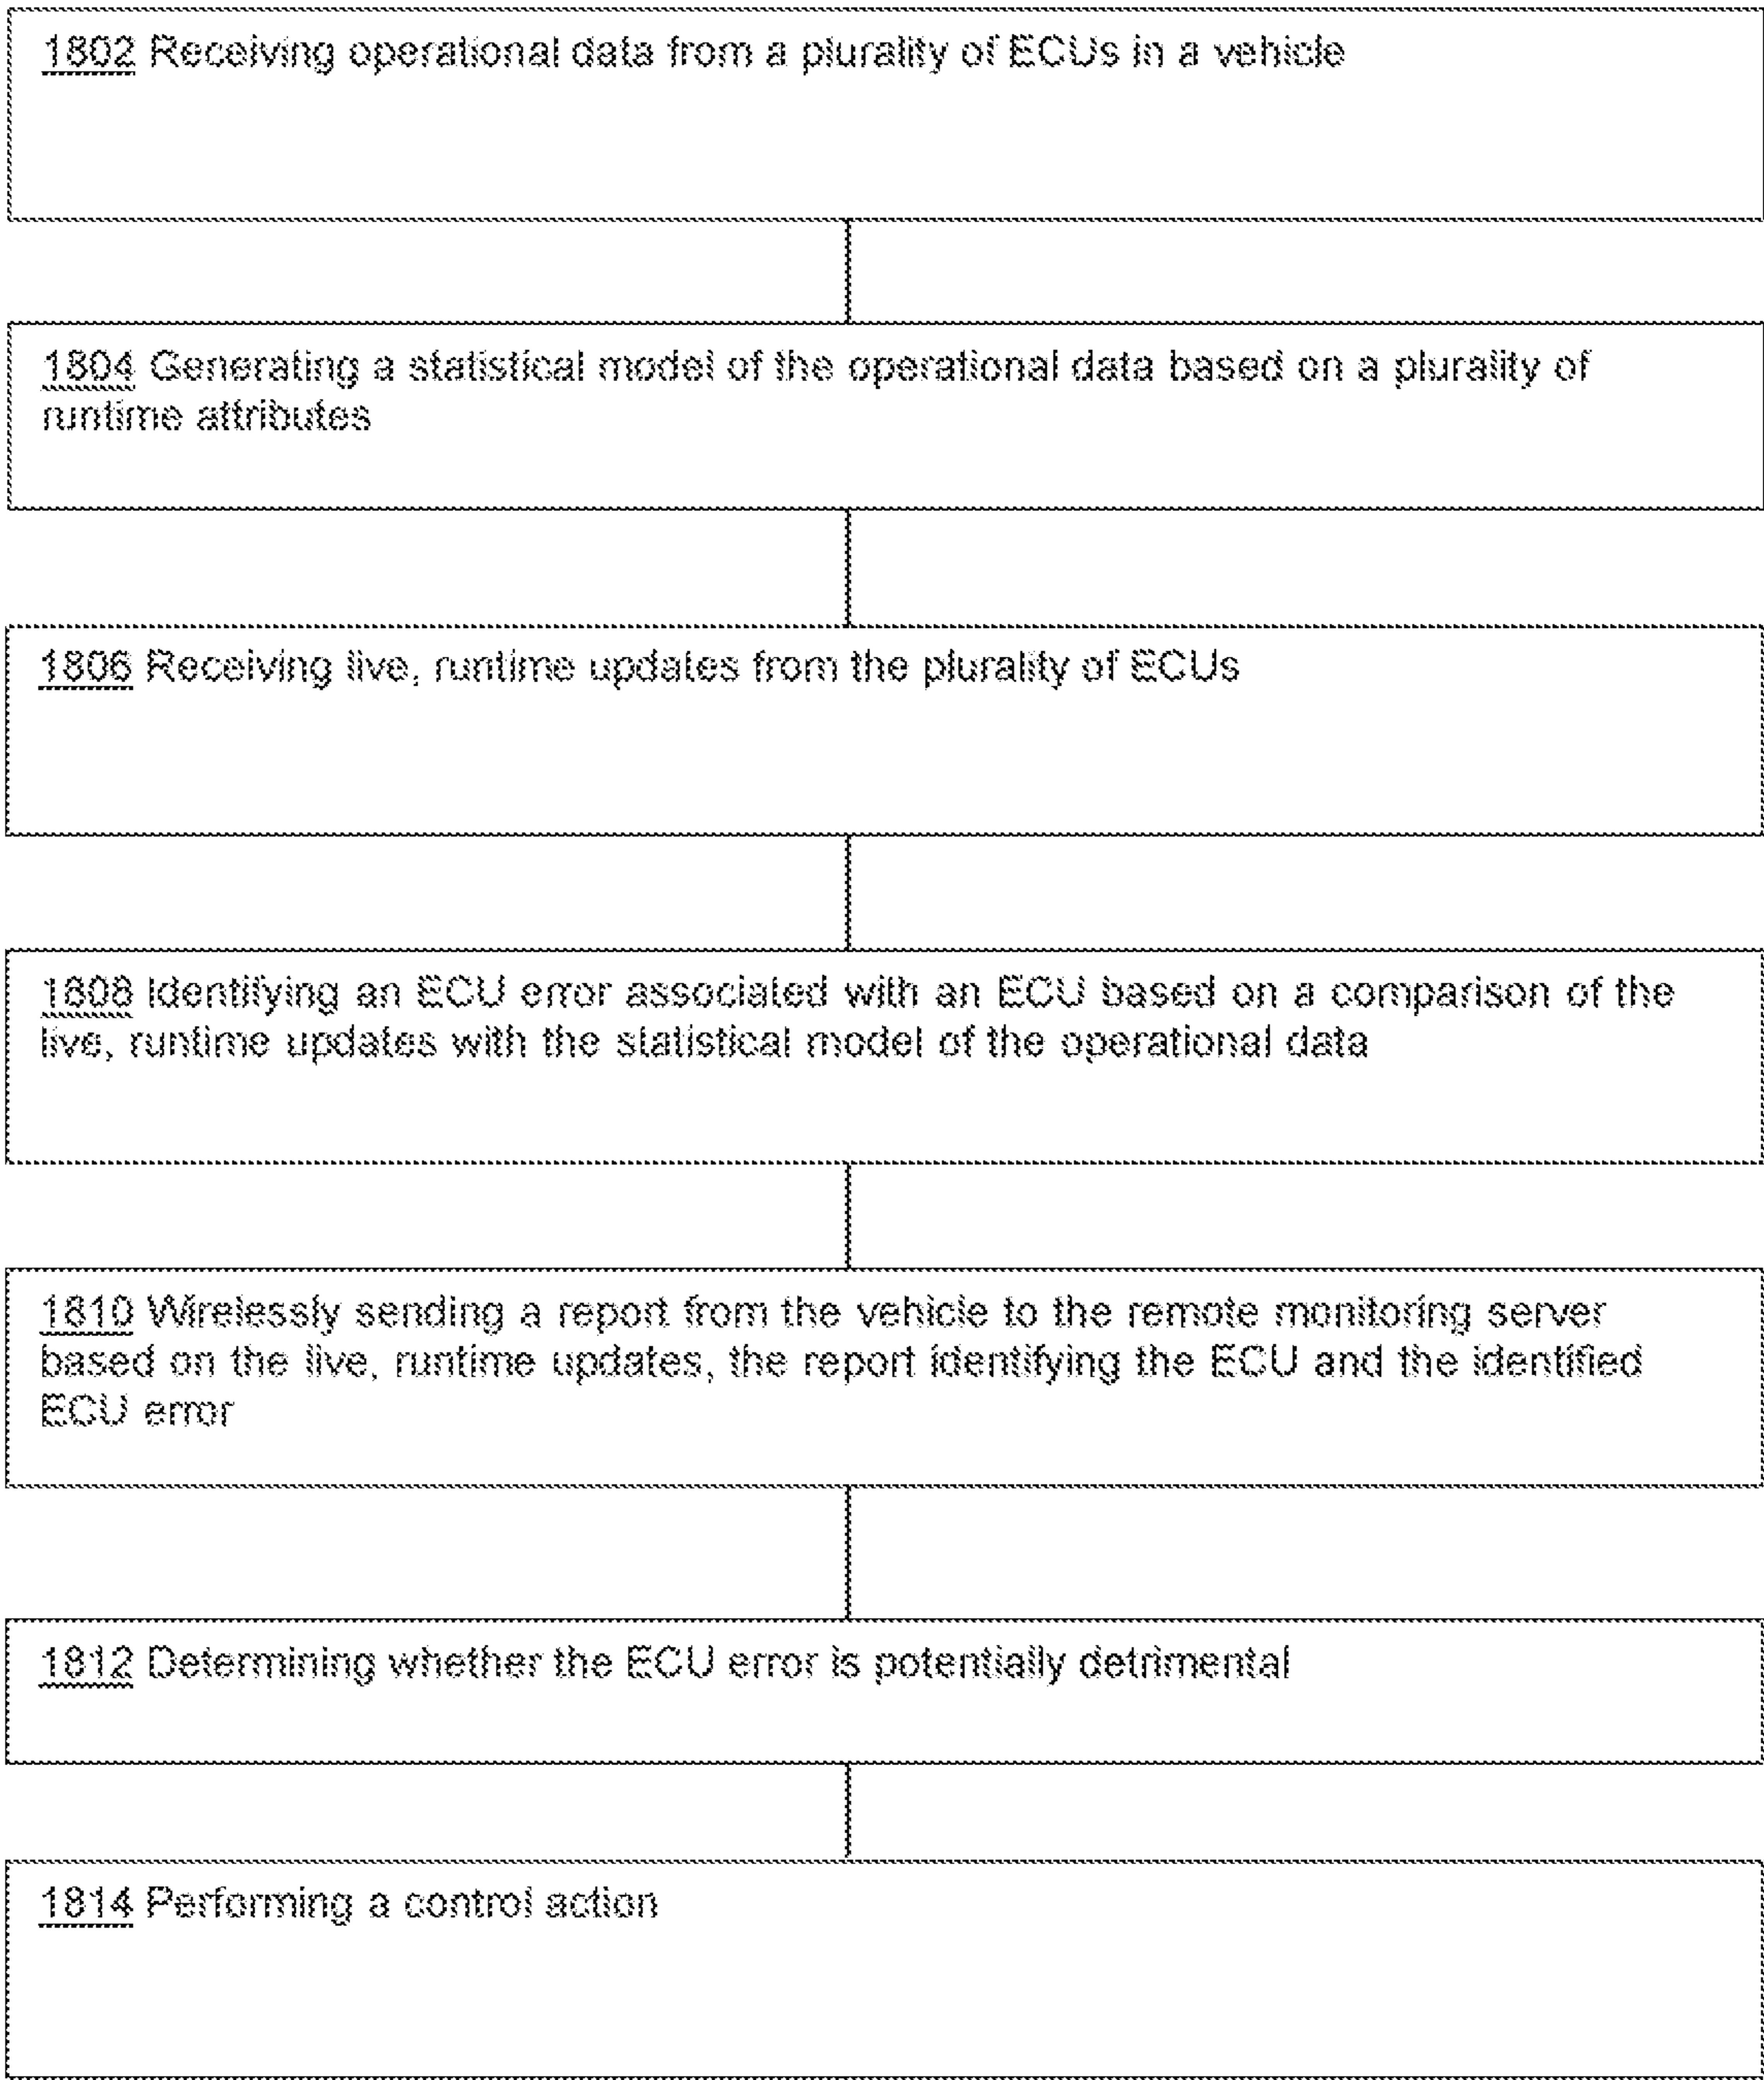 1802 Receiving operational data from a plurality of ECUs in a vehicle
1804 Generating a statistical model of the operational data based on a plurality of
runtime attributes
1806 Receiving live, runtime updates from the plurality of ECUs
1808 Identifying an ECU error associated with an ECU based on a comparison of the
live, runtime updates with the statistical model of the operational data
1810 Wirelessly sending a report from the vehicle to the remote monitoring server
based on the live, runtime updates, the report identifying the ECU and the identified
ECU error
1812 Determining whether the ECU error is potentially detrimental
1814 Performing a control action